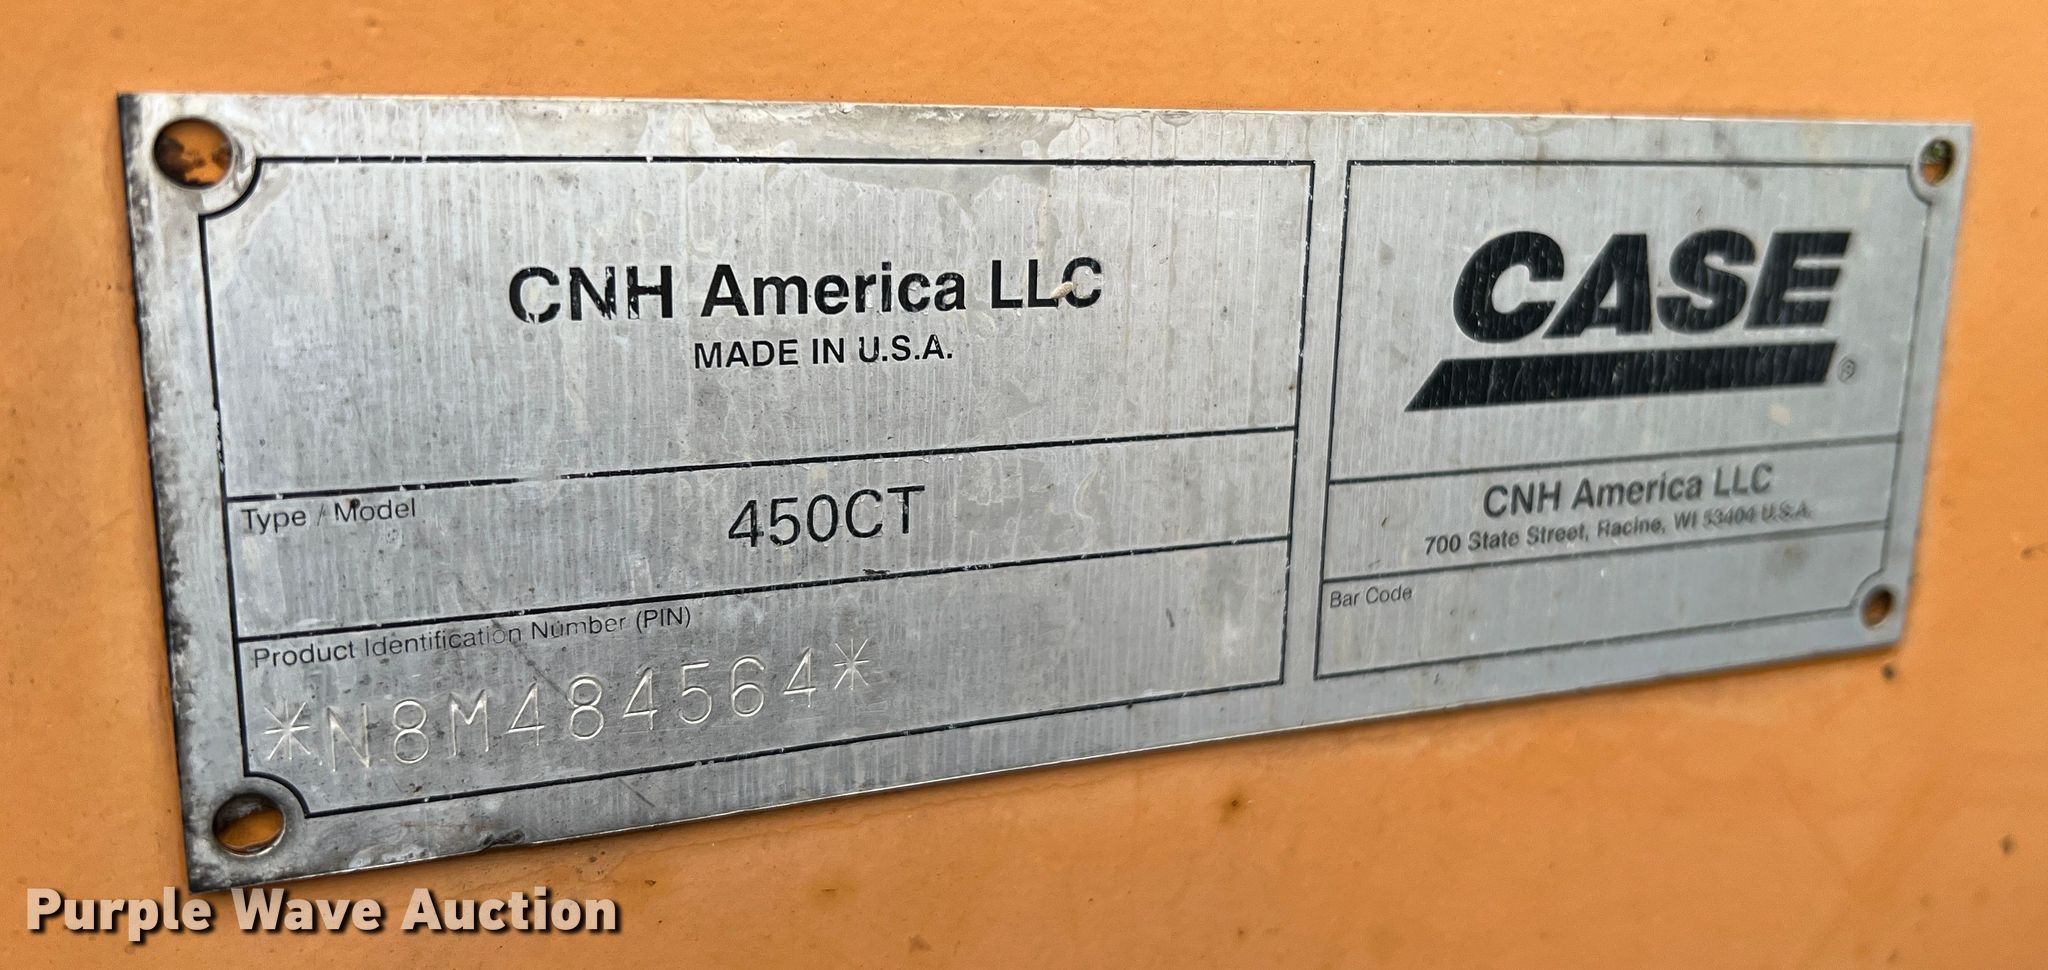 CNH America LLC
MADE IN U.S.A.
Type / Model
450CT
Product Identification Number (PIN)
*N8M484564*
CASE
®
CNH America LLC
700 State Street, Racine, WI 53404 U.S.A.
Bar Code
Purple Wave Auction